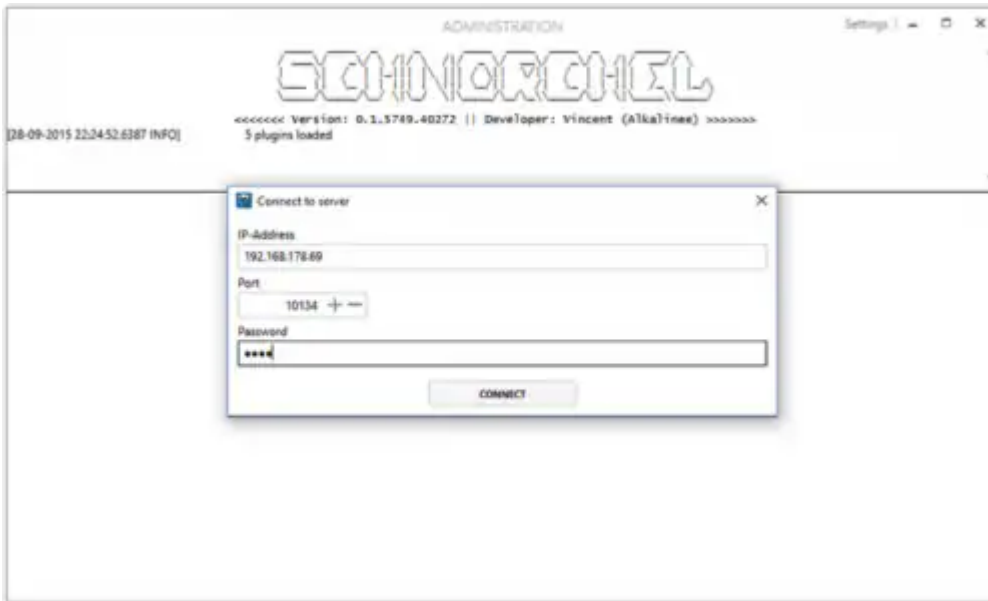 ADMINISTRATION
Settings
SCHNORCHEL
<<<<<<< Version: 0.1.5749.40272 || Developer: Vincent (Alkalinee) >>>>>>>
[28-09-2015 22:24:52.6387 INFO] 5 plugins loaded
Connect to server
IP-Address
192.168.178.69
Port
10134
Password
CONNECT